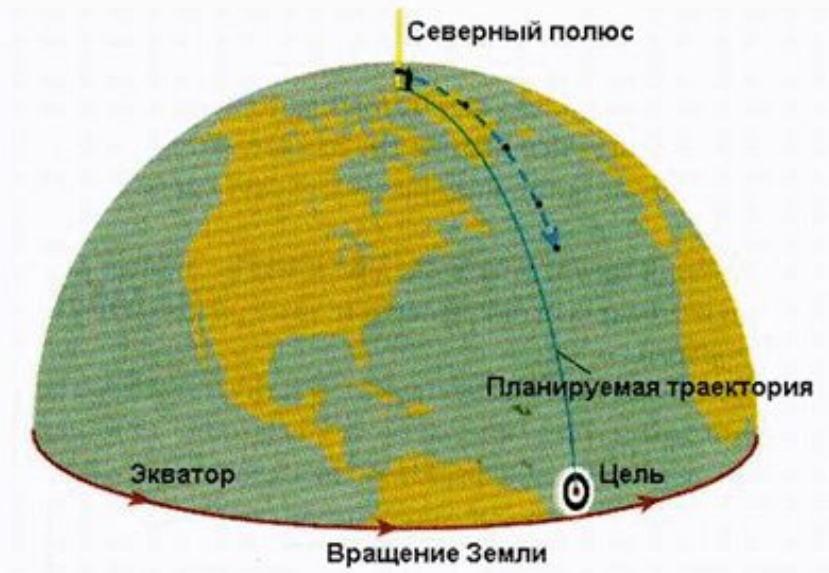 Северный полюс
Планируемая траектория
Экватор
Цель
Вращение Земли